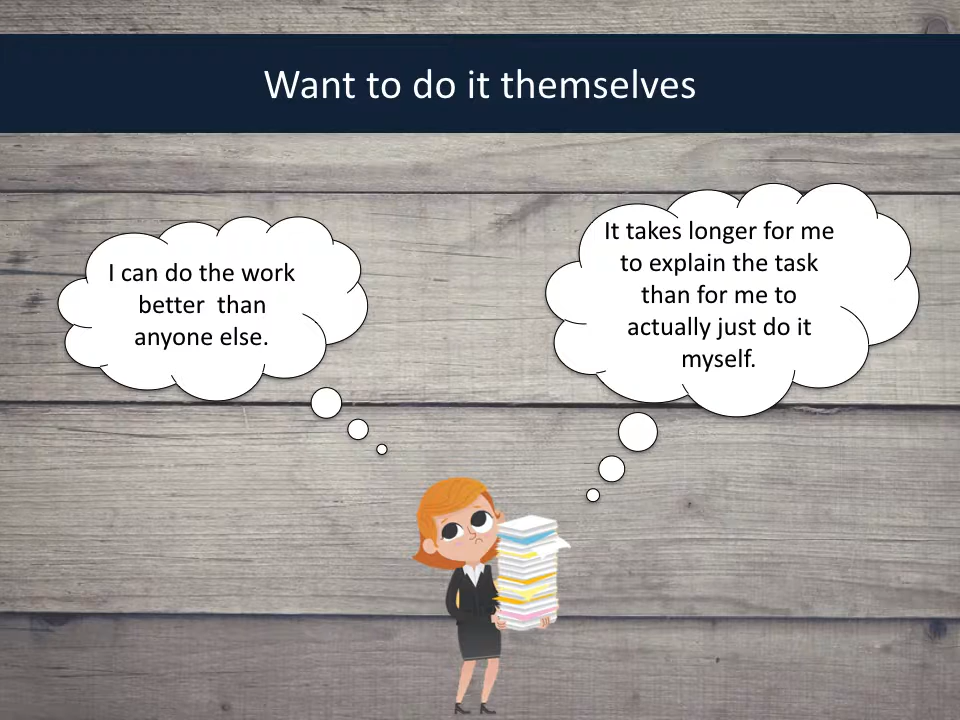 Want to do it themselves
I can do the work
better  than
anyone else.
It takes longer for me
to explain the task
than for me to
actually just do it
myself.